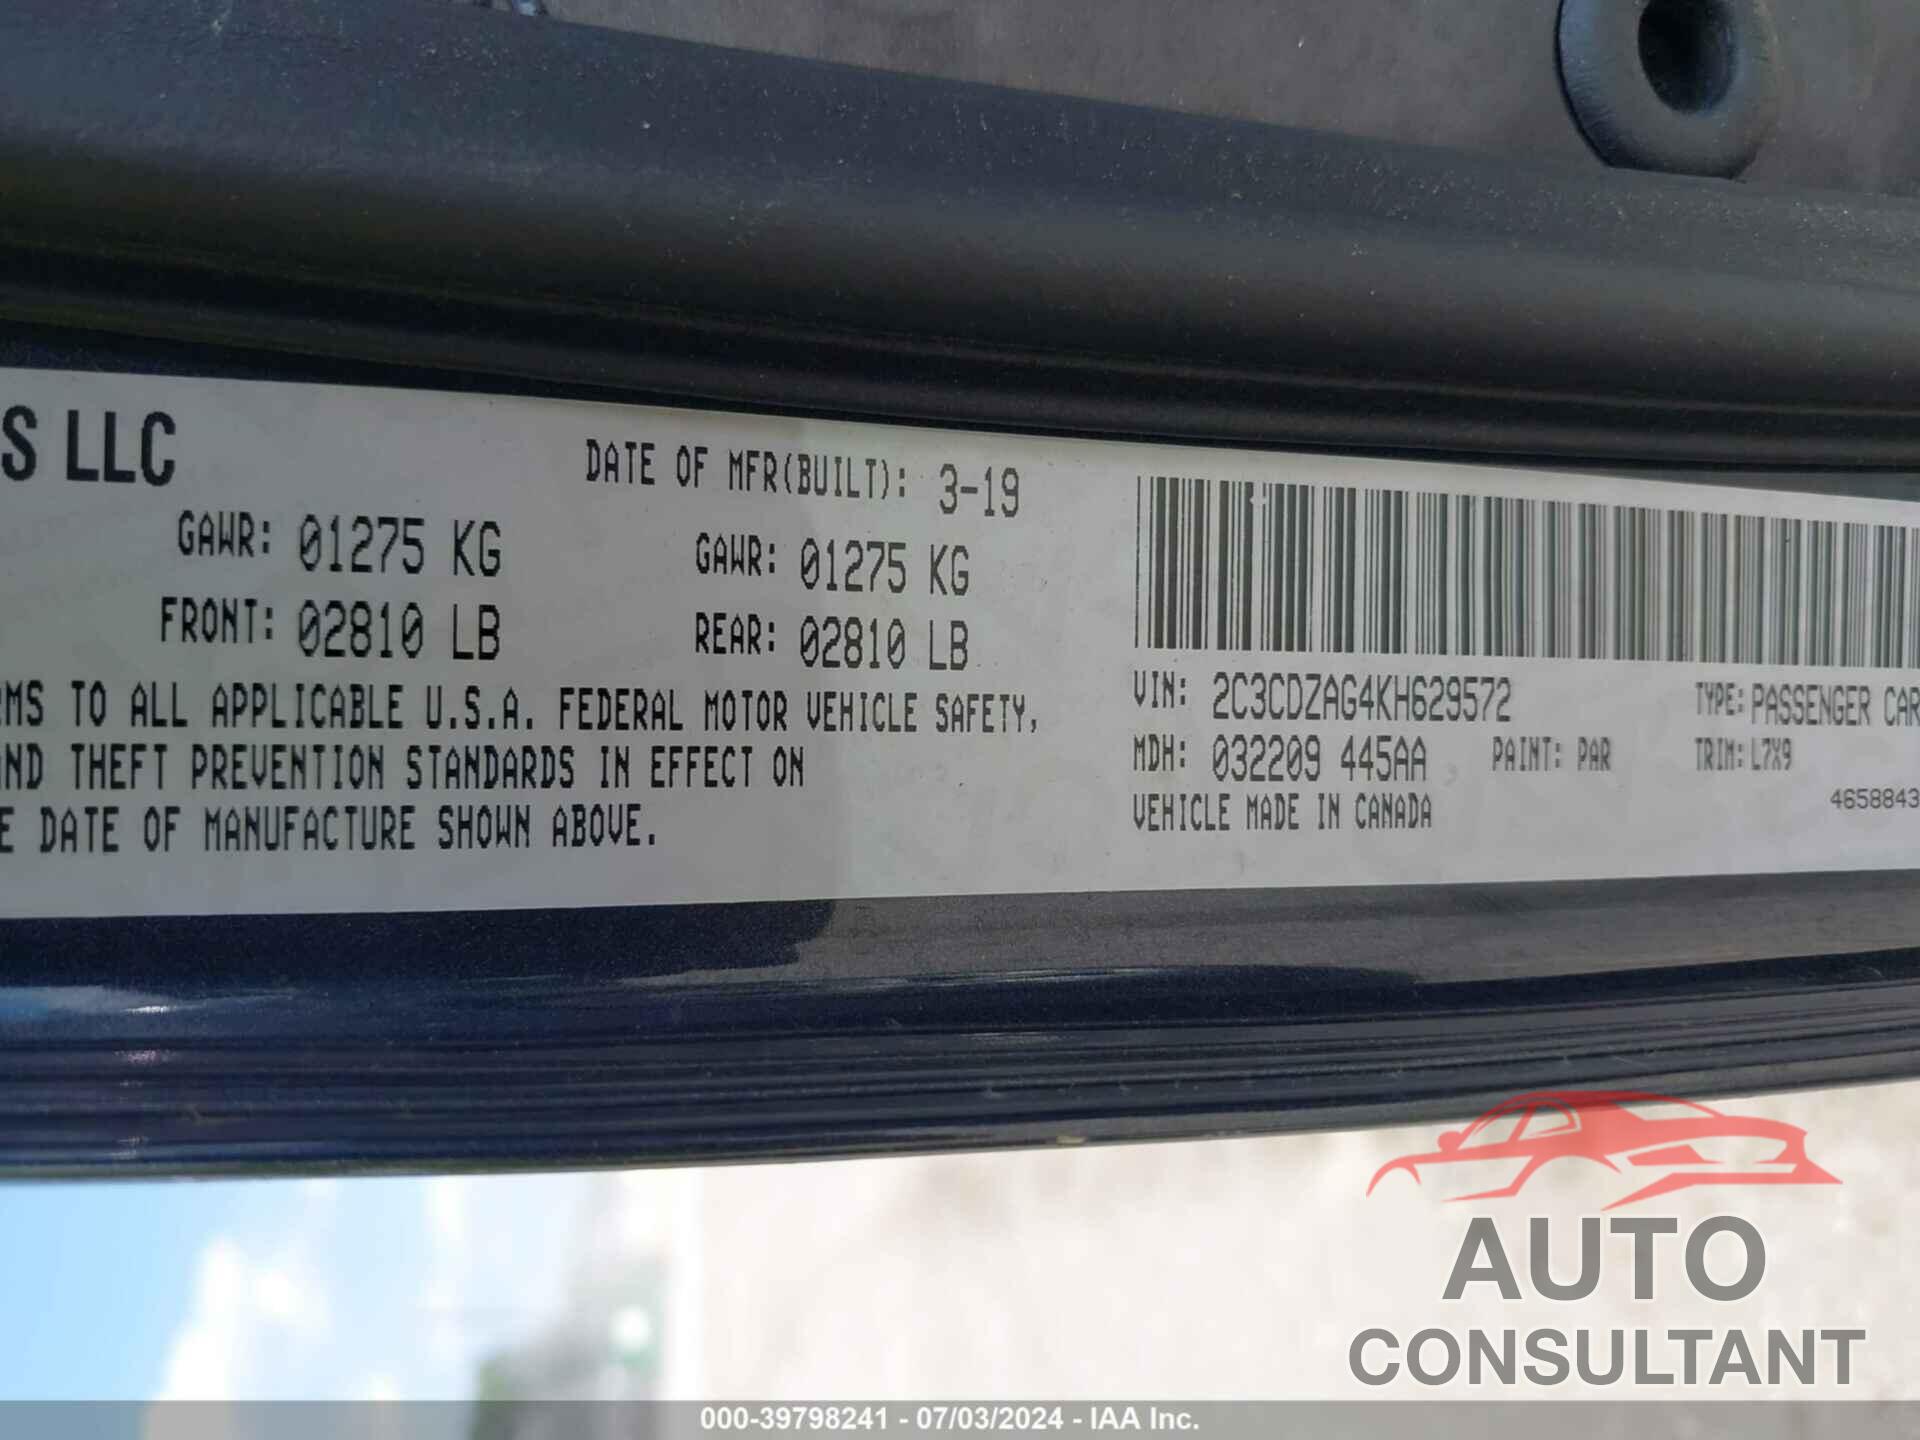 S LLC
DATE OF MFR(BUILT): 3-19
GAWR: 01275 KG GAWR: 01275 KG
FRONT: 02810 LB REAR: 02810 LB
MS TO ALL APPLICABLE U.S.A. FEDERAL MOTOR VEHICLE SAFETY,
ND THEFT PREVENTION STANDARDS IN EFFECT ON
E DATE OF MANUFACTURE SHOWN ABOVE.
VIN: 2C3CDZAG4KH629572 TYPE: PASSENGER CAR
MDH: 032209 445AA PAINT: PAR TRIM: L7X9
VEHICLE MADE IN CANADA 4658843
AUTO
CONSULTANT
000-39798241 - 07/03/2024 - IAA Inc.